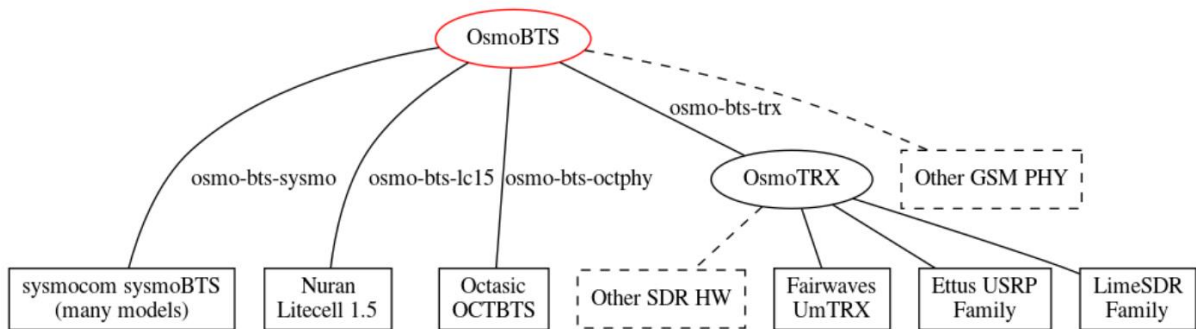 OsmoBTS
osmo-bts-trx
osmo-bts-sysmo
osmo-bts-lc15
osmo-bts-octphy
OsmoTRX
Other GSM PHY
sysmocom sysmoBTS
(many models)
Nuran
Litecell 1.5
Octasic
OCTBTS
Other SDR HW
Fairwaves
UmTRX
Ettus USRP
Family
LimeSDR
Family